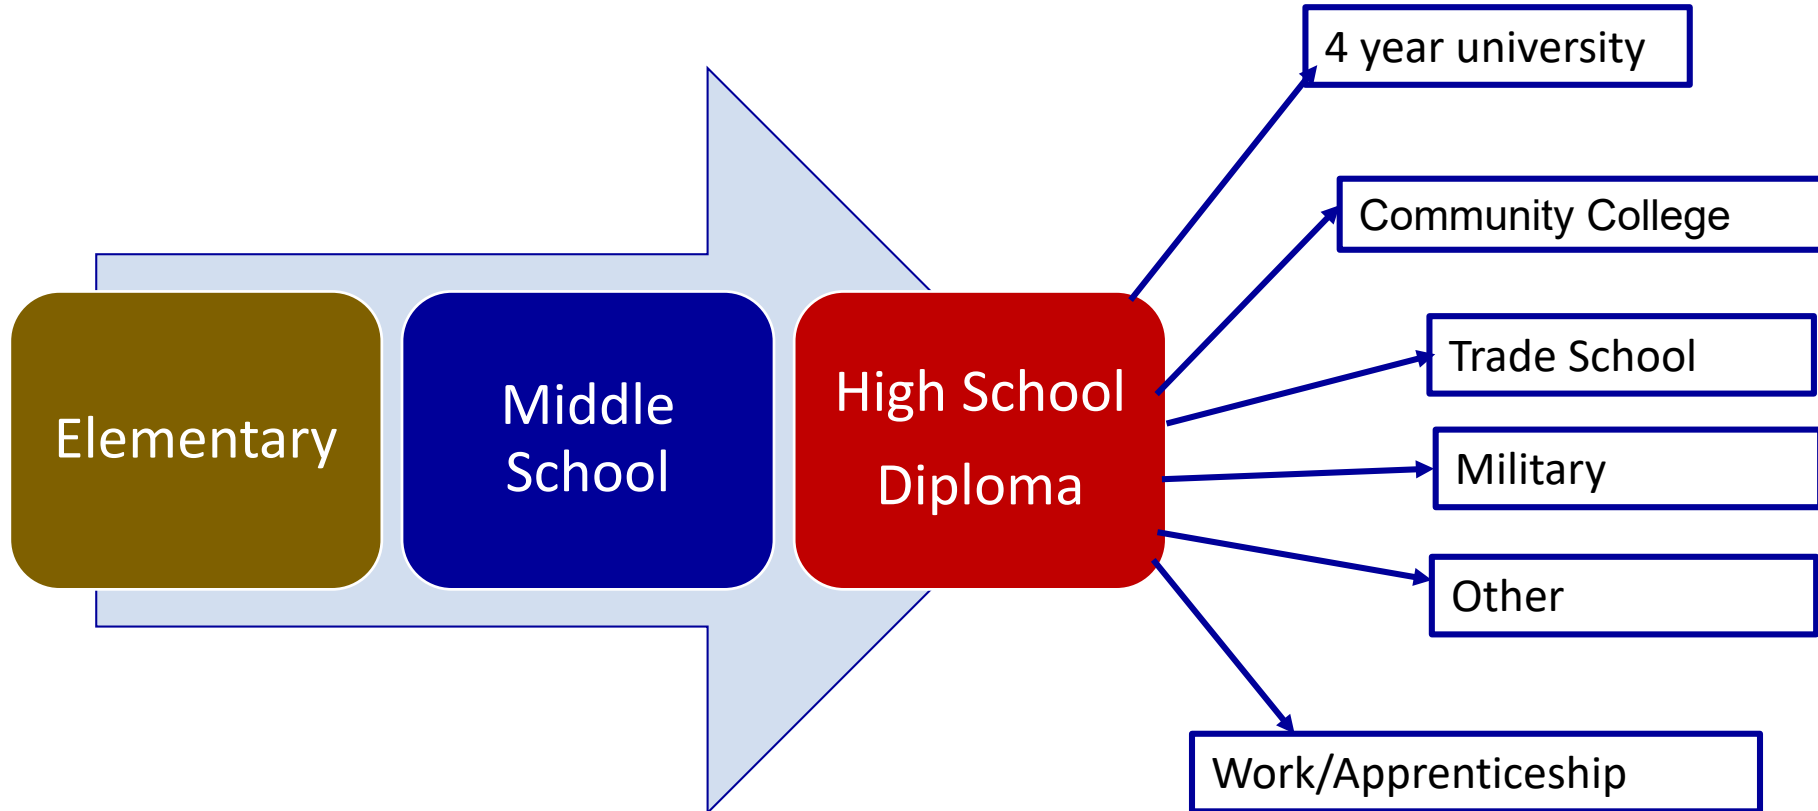 Elementary
Middle
School
High School
Diploma
4 year university
Community College
Trade School
Military
Other
Work/Apprenticeship